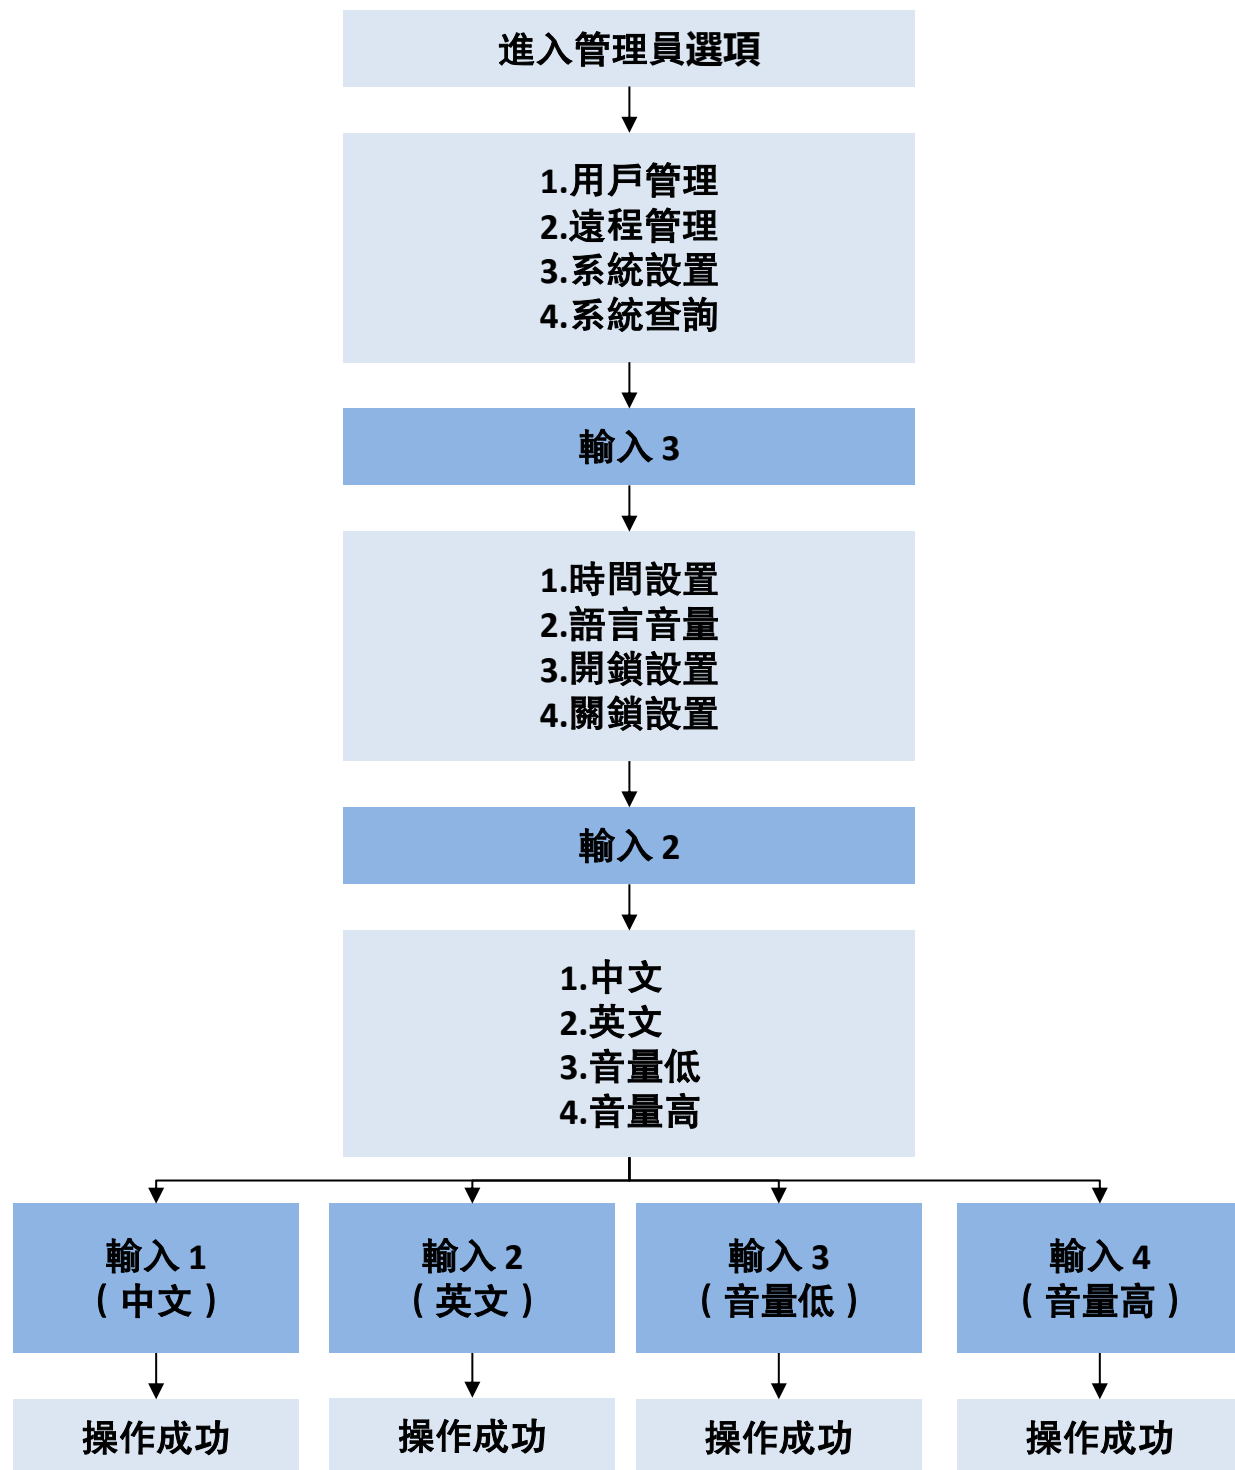 進入管理員選項
1.用戶管理
2.遠程管理
3.系統設置
4.系統查詢
輸入 3
1.時間設置
2.語言音量
3.開鎖設置
4.關鎖設置
輸入 2
1.中文
2.英文
3.音量低
4.音量高
輸入 1
（中文）
輸入 2
（英文）
輸入 3
（音量低）
輸入 4
（音量高）
操作成功
操作成功
操作成功
操作成功